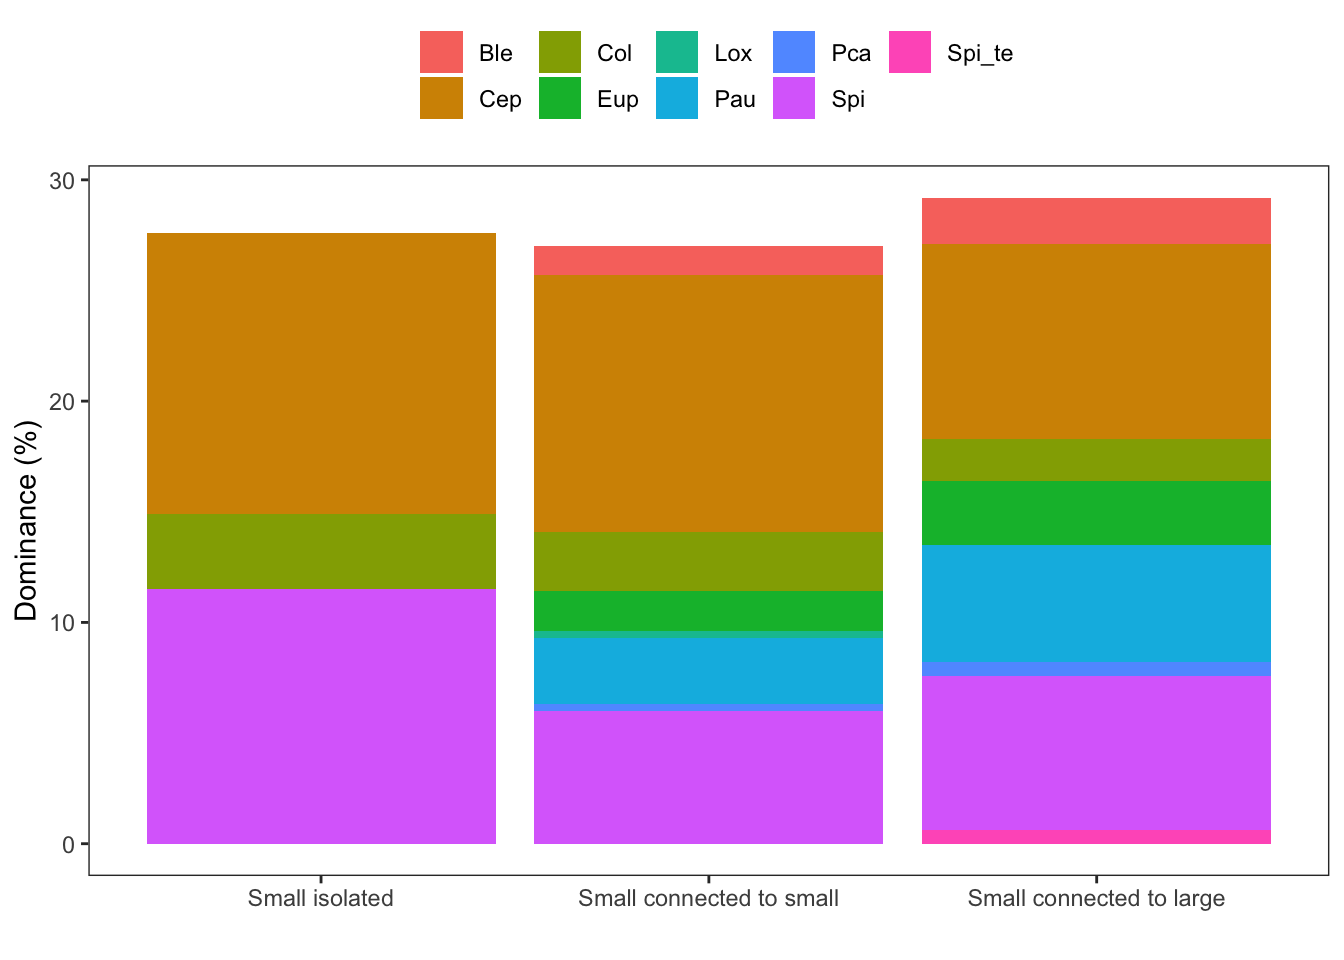 Ble Col Lox Pca Spi_te
Cep Eup Pau Spi
30
20
10
0
Dominance (%)
Small isolated Small connected to small Small connected to large